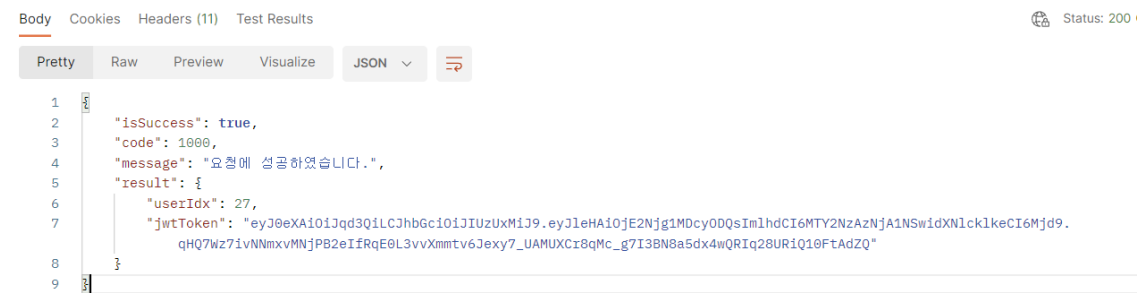 Body Cookies Headers (11) Test Results Status: 200
Pretty Raw Preview Visualize JSON
1 {
2 "isSuccess": true,
3 "code": 1000,
4 "message": "요청에 성공하였습니다.",
5 "result": {
6 "userIdx": 27,
7 "jwtToken": "eyJ0eXAiOiJqd3QiLCJhbGciOiJIUzUxMiJ9.eyJleHAiOjE2Njg1MDcyODQsImlhdCI6MTY2NzAzNjA1NSwidXNlcklkeCI6Mjd9.
qHQ7Wz7ivNNmxvMNjPB2eIfRqE0L3vvXmmtv6Jexy7_UAMUXCr8qMc_g7I3BN8a5dx4wQRIq28URiQ10FtAdZQ"
8 }
9 }